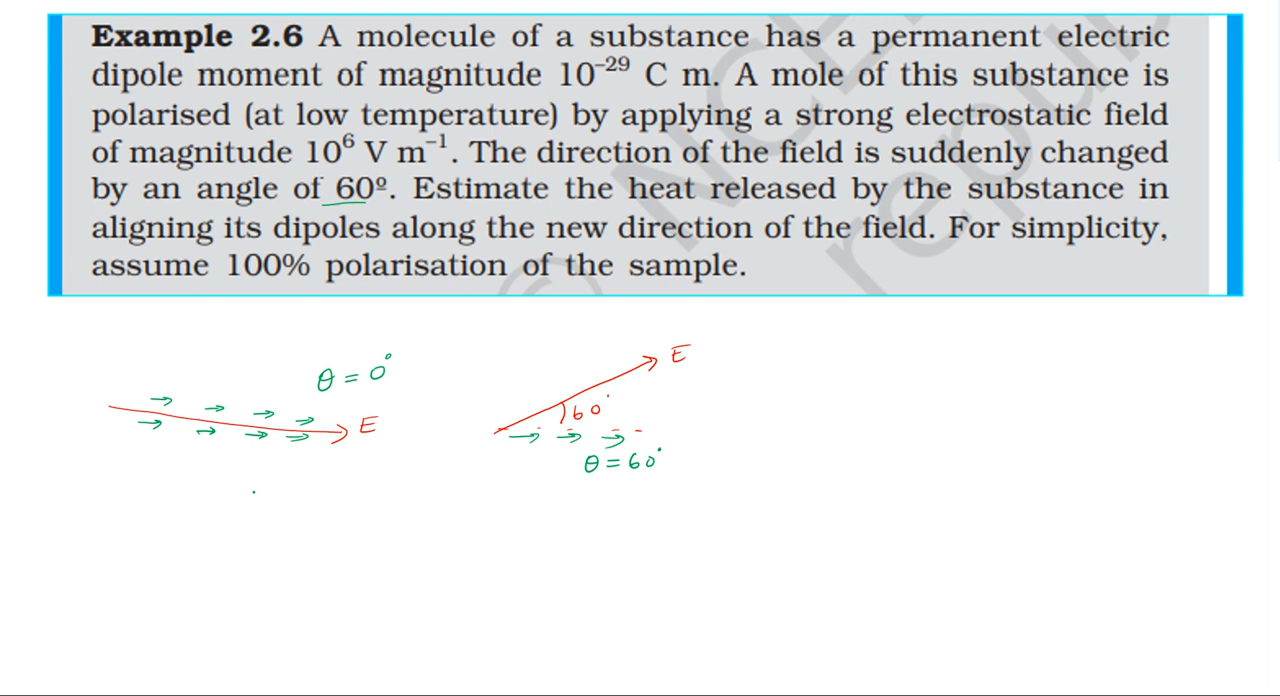 Example 2.6 A molecule of a substance has a permanent electric
dipole moment of magnitude 10⁻²⁹ C m. A mole of this substance is
polarised (at low temperature) by applying a strong electrostatic field
of magnitude 10⁶ V m⁻¹. The direction of the field is suddenly changed
by an angle of 60º. Estimate the heat released by the substance in
aligning its dipoles along the new direction of the field. For simplicity,
assume 100% polarisation of the sample.
θ = 0°
E
E
60°
θ = 60°